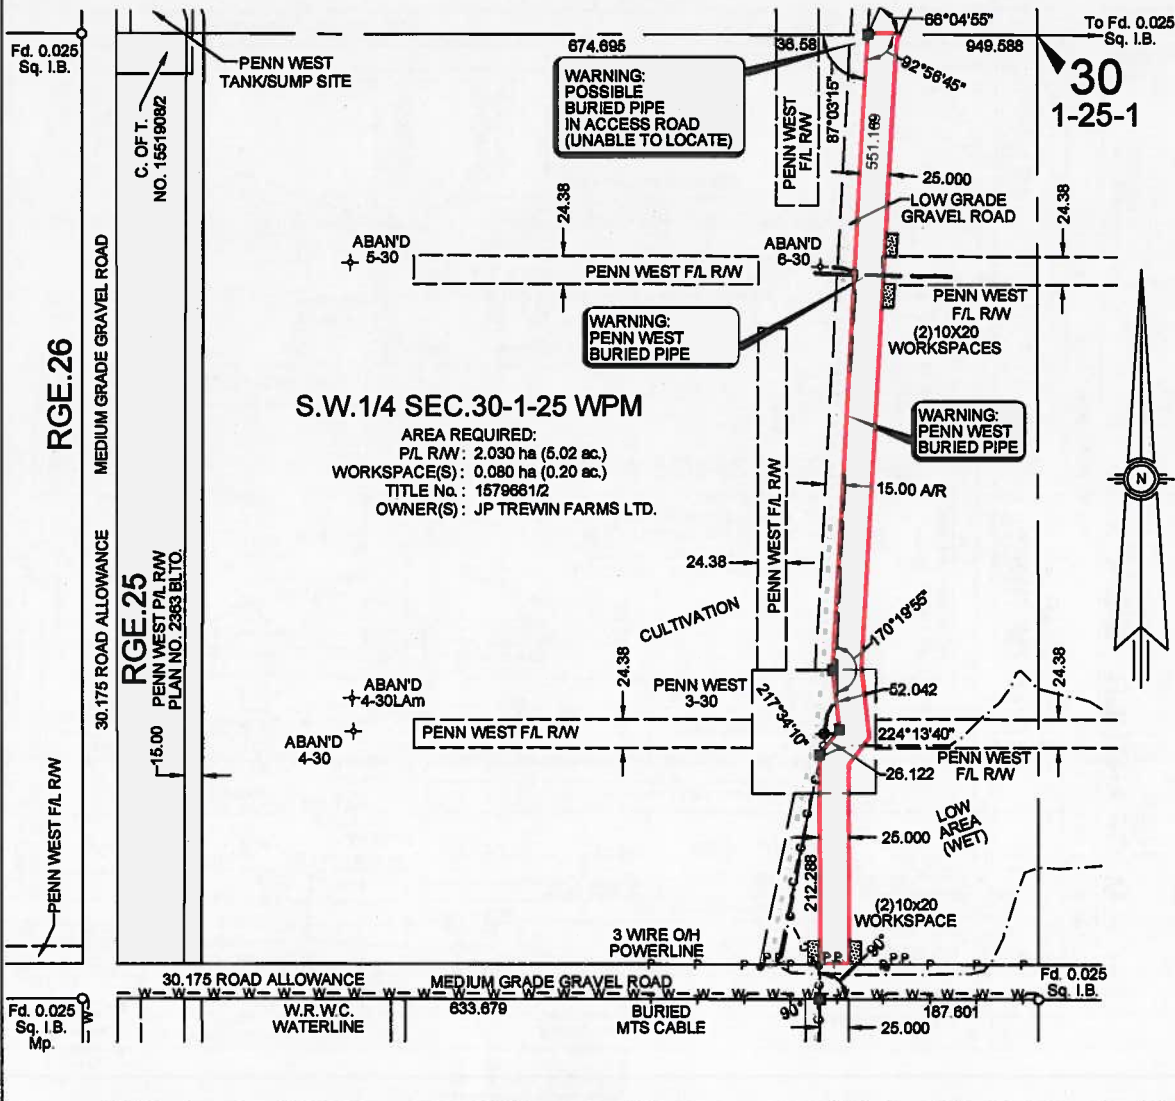 66°04'55"
To Fd. 0.025
Sq. I.B.
Fd. 0.025
Sq. I.B.
674.695
36.58
949.588
PENN WEST
TANK/SUMP SITE
30
1-25-1
WARNING:
POSSIBLE
BURIED PIPE
IN ACCESS ROAD
(UNABLE TO LOCATE)
92°56'45"
87°03'15"
C. OF T.
NO. 1551908/2
PENN WEST
F/L R/W
551.169
25.000
LOW GRADE
GRAVEL ROAD
24.38
24.38
ABAN'D
5-30
PENN WEST F/L R/W
ABAN'D
6-30
PENN WEST
F/L R/W
(2)10X20
WORKSPACES
WARNING:
PENN WEST
BURIED PIPE
MEDIUM GRADE GRAVEL ROAD
RGE.26
S.W.1/4 SEC.30-1-25 WPM
AREA REQUIRED:
P/L R/W : 2.030 ha (5.02 ac.)
WORKSPACE(S) : 0.080 ha (0.20 ac.)
TITLE No. : 1579661/2
OWNER(S) : JP TREWIN FARMS LTD.
WARNING:
PENN WEST
BURIED PIPE
N
15.00 A/R
PENN WEST F/L R/W
24.38
30.175 ROAD ALLOWANCE
RGE.25
PENN WEST P/L R/W
PLAN NO. 2363 BLTO.
15.00
CULTIVATION
170°19'55"
24.38
24.38
ABAN'D
4-30LAm
PENN WEST
3-30
52.042
217°34'10"
PENN WEST F/L R/W
224°13'40"
ABAN'D
4-30
PENN WEST
F/L R/W
26.122
PENN WEST F/L R/W
LOW
AREA
(WET)
25.000
212.288
(2)10x20
WORKSPACE
3 WIRE O/H
POWERLINE
90°
P P P P P P P P P P
30.175 ROAD ALLOWANCE
MEDIUM GRADE GRAVEL ROAD
Fd. 0.025
Sq. I.B.
W W W W W W W W W W W W W W W W
Fd. 0.025
Sq. I.B.
Mp.
W
W.R.W.C.
WATERLINE
633.679
BURIED
MTS CABLE
90°
187.601
25.000